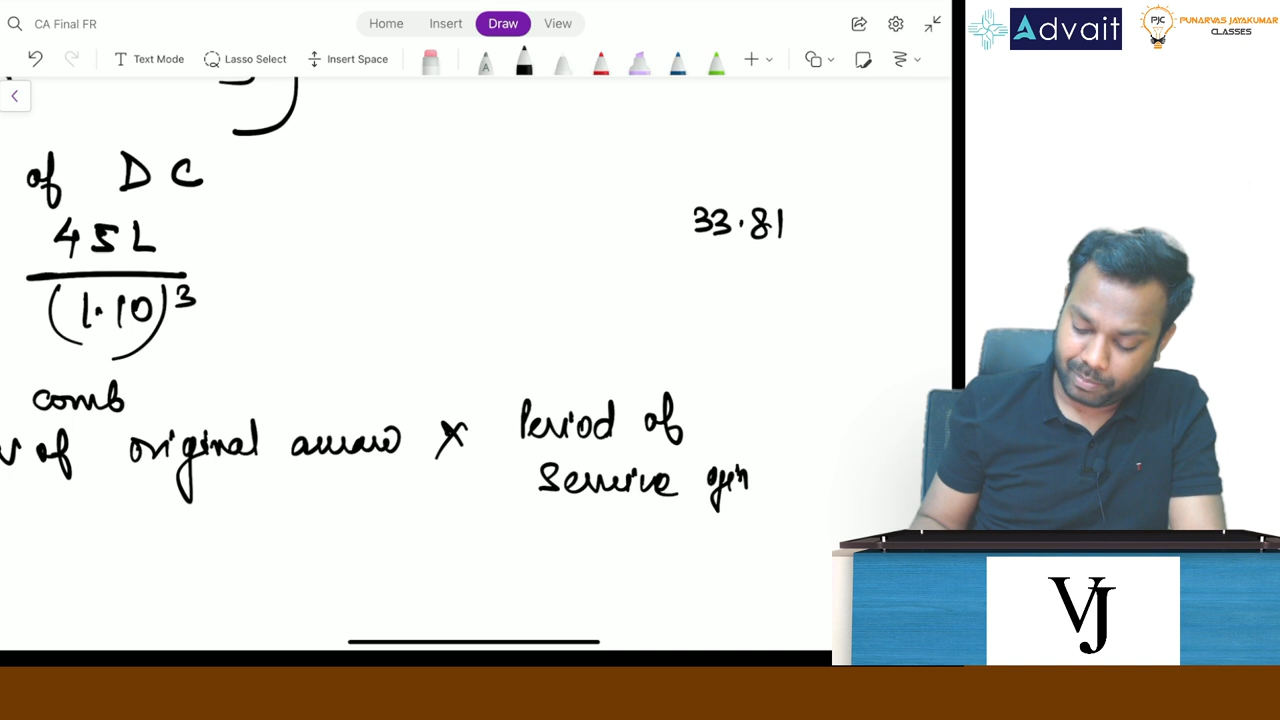 CA Final FR
Home Insert Draw View
Advait
PJC PUNARVAS JAYAKUMAR
CLASSES
Text Mode Lasso Select Insert Space
A
of DC
45L
(1.10)³
33.81
comb
of original award × Period of
Service
VJ